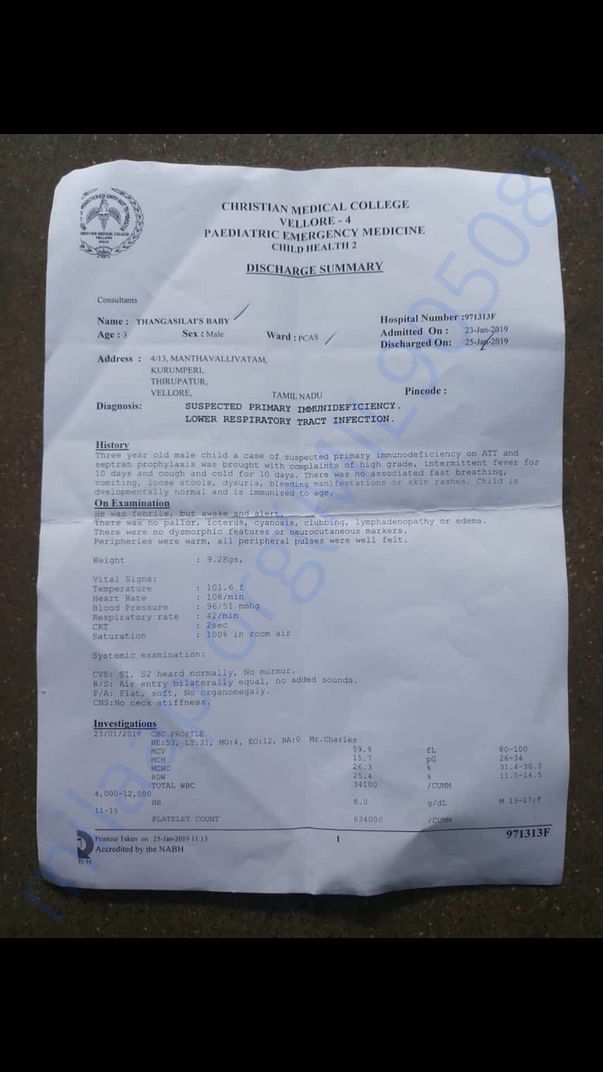 CHRISTIAN MEDICAL COLLEGE
VELLORE - 4
PAEDIATRIC EMERGENCY MEDICINE
CHILD HEALTH 2
DISCHARGE SUMMARY
Consultants
Name : THANGASILAI'S BABY Hospital Number :971313F
Age : 3 Sex : Male Ward : PCAS Admitted On : 23-Jan-2019
Discharged On: 25-Jan-2019
Address : 4/13, MANTHAVALLIVATAM,
KURUMPERI,
THIRUPATUR,
VELLORE, TAMIL NADU Pincode :
Diagnosis: SUSPECTED PRIMARY IMMUNIDEFICIENCY.
LOWER RESPIRATORY TRACT INFECTION.
History
Three year old male child a case of suspected primary immunodeficiency on ATT and
septran prophylaxis was brought with complaints of high grade, intermittent fever for
10 days and cough and cold for 10 days. There was no associated fast breathing,
vomiting, loose stools, dysuria, bleeding manifestations or skin rashes. Child is
dvelopmentally normal and is immunised to age.
On Examination
He was febrile, but awake and alert.
There was no pallor, icterus, cyanosis, clubbing, lymphadenopathy or edema.
There were no dysmorphic features or neurocutaneous markers.
Peripheries were warm, all peripheral pulses were well felt.
Weight : 9.2Kgs,
Vital Signs:
Temperature : 101.6 f
Heart Rate : 108/min
Blood Pressure : 96/51 mmhg
Respiratory rate : 42/min
CRT : 2sec
Saturation : 100% in room air
Systemic examination:
CVS: S1, S2 heard normally, No murmur.
R/S: Air entry bilaterally equal, no added sounds.
P/A: Flat, soft, No organomegaly.
CNS:No neck stiffness.
Investigations
23/01/2019 CBC PROFILE
NE:53, LY:31, MO:4, EO:12, BA:0 Mr.Charles
MCV 59.9 fL 80-100
MCH 15.7 pG 26-34
MCHC 26.3 % 31.4-36.3
RDW 25.4 % 11.5-14.5
TOTAL WBC 34100 /CUMM
4,000-12,000
HB 8.0 g/dL M 13-17;F
11-15
PLATELET COUNT 634000 /CUMM
Printout Taken on :25-Jan-2019 11:13 1 971313F
Accredited by the NABH